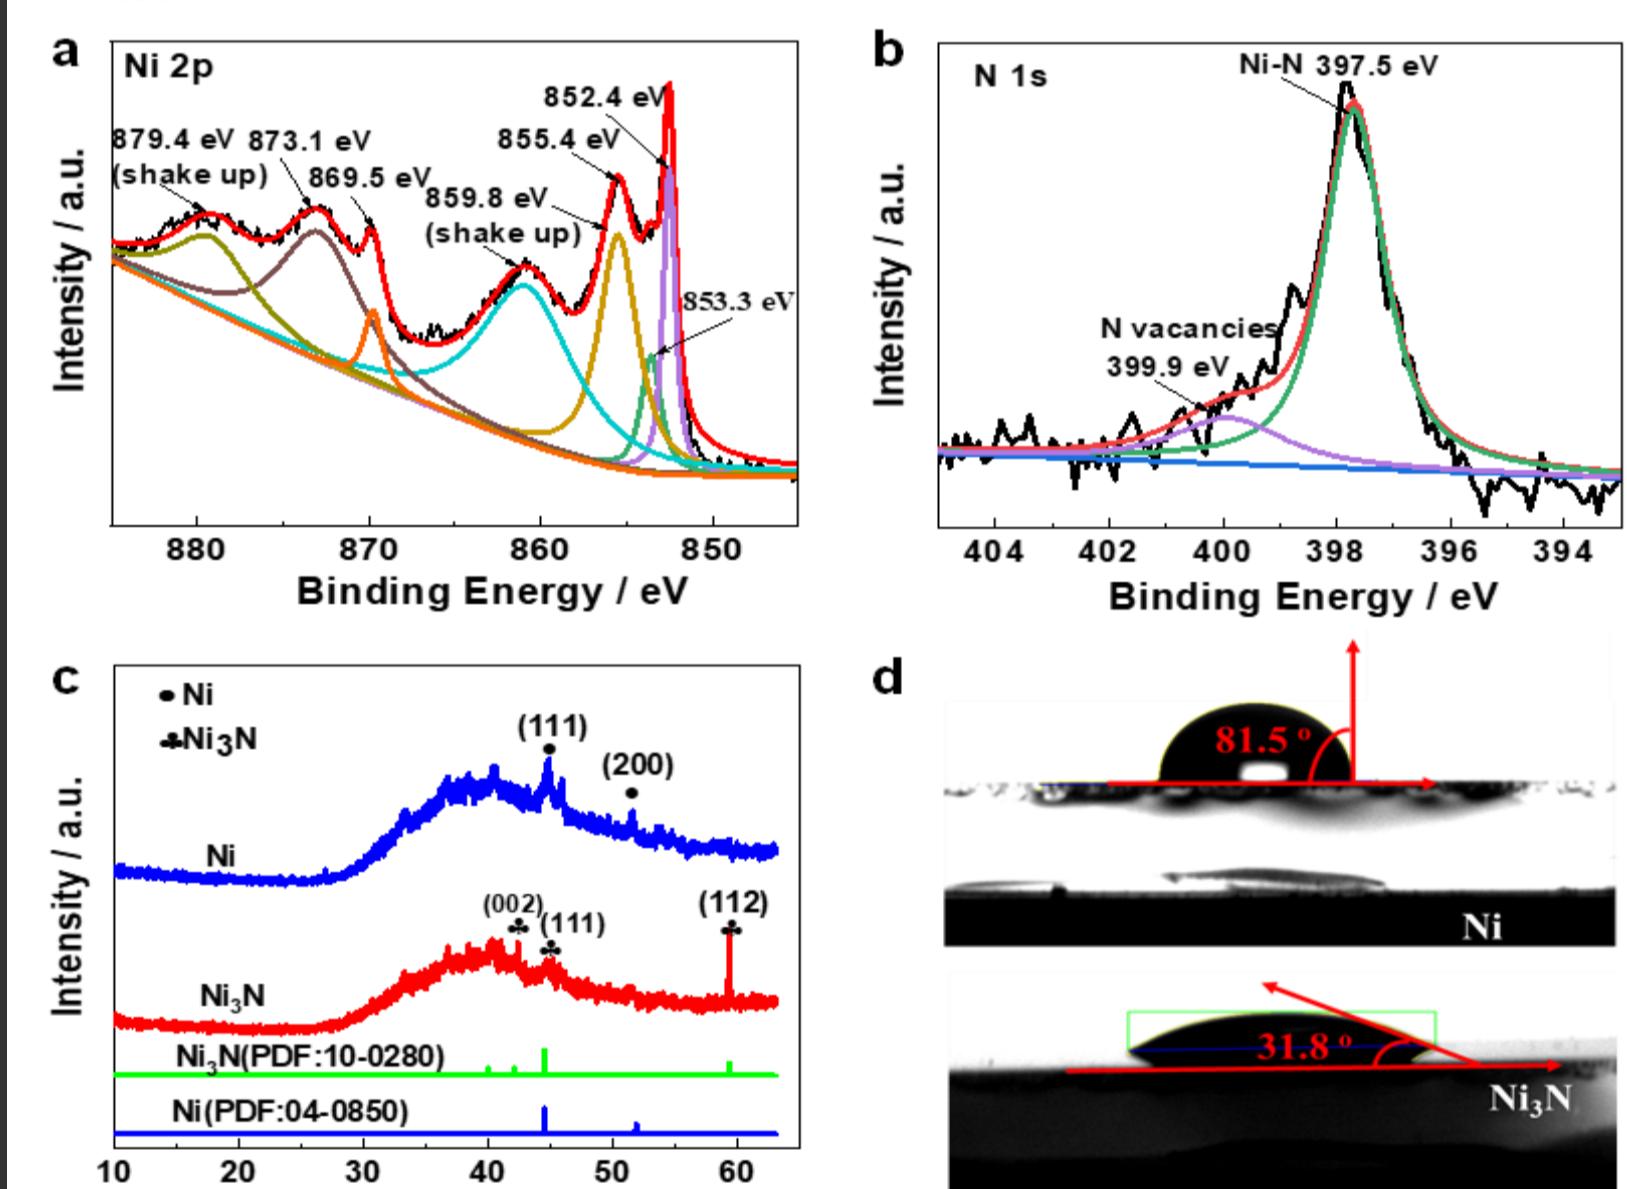 a
Ni 2p
852.4 eV
855.4 eV
879.4 eV
(shake up)
873.1 eV
869.5 eV
859.8 eV
(shake up)
853.3 eV
Intensity / a.u.
880 870 860 850
Binding Energy / eV
b
N 1s
Ni-N 397.5 eV
N vacancies
399.9 eV
Intensity / a.u.
404 402 400 398 396 394
Binding Energy / eV
c
Ni
Ni3N
(111)
(200)
Ni
(002)
(111)
(112)
Ni3N
Ni3N(PDF:10-0280)
Ni(PDF:04-0850)
Intensity / a.u.
10 20 30 40 50 60
d
81.5 °
Ni
31.8 °
Ni3N